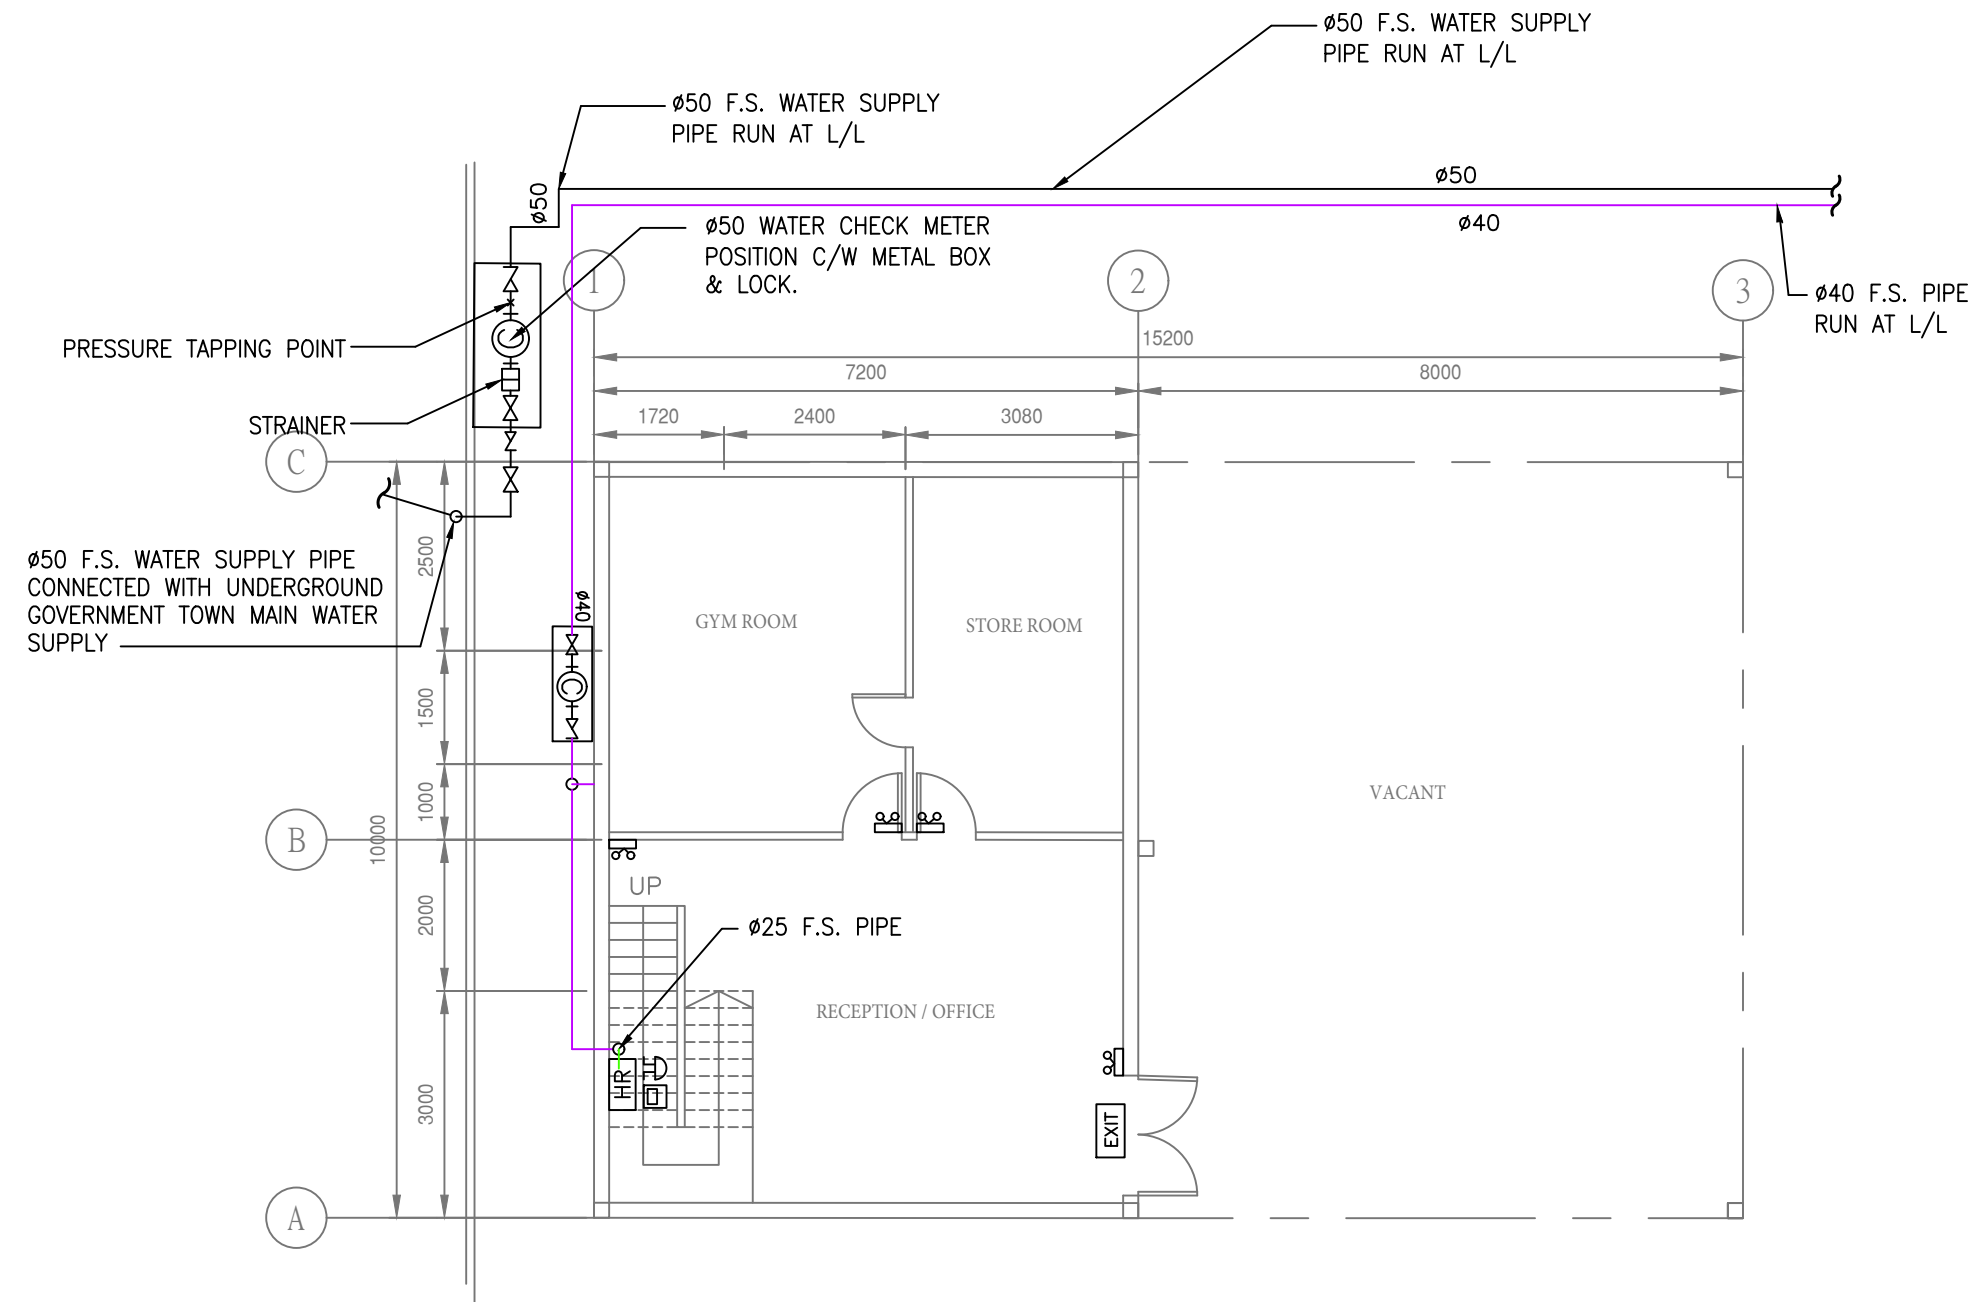 ø50 F.S. WATER SUPPLY
PIPE RUN AT L/L
ø50 F.S. WATER SUPPLY
PIPE RUN AT L/L
ø50
ø50
ø40
ø50 WATER CHECK METER
POSITION C/W METAL BOX
& LOCK.
1
2
3
ø40 F.S. PIPE
RUN AT L/L
C
PRESSURE TAPPING POINT
15200
7200
8000
STRAINER
1720
2400
3080
C
2500
ø50 F.S. WATER SUPPLY PIPE
CONNECTED WITH UNDERGROUND
GOVERNMENT TOWN MAIN WATER
SUPPLY
ø40
GYM ROOM
STORE ROOM
C
1500
1000
10000
VACANT
B
UP
2000
ø25 F.S. PIPE
RECEPTION / OFFICE
HR
3000
EXIT
A